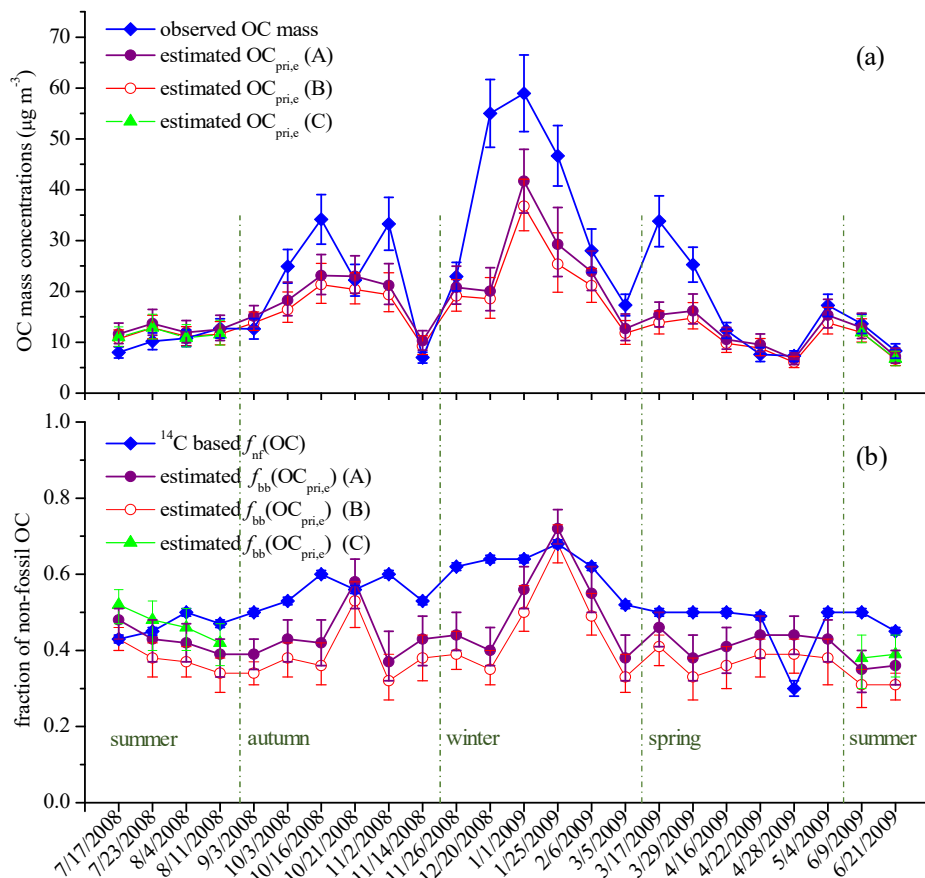 70
60
50
40
30
20
10
0
OC mass concentrations (μg m⁻³)
observed OC mass
estimated OCpri,e (A)
estimated OCpri,e (B)
estimated OCpri,e (C)
(a)
1.0
0.8
0.6
0.4
0.2
0.0
fraction of non-fossil OC
¹⁴C based fnf(OC)
estimated fbb(OCpri,e) (A)
estimated fbb(OCpri,e) (B)
estimated fbb(OCpri,e) (C)
(b)
summer
autumn
winter
spring
summer
7/17/2008
7/23/2008
8/4/2008
8/11/2008
9/3/2008
10/3/2008
10/16/2008
10/21/2008
11/2/2008
11/14/2008
11/26/2008
12/20/2008
1/1/2009
1/25/2009
2/6/2009
3/5/2009
3/17/2009
3/29/2009
4/16/2009
4/22/2009
4/28/2009
5/4/2009
6/9/2009
6/21/2009